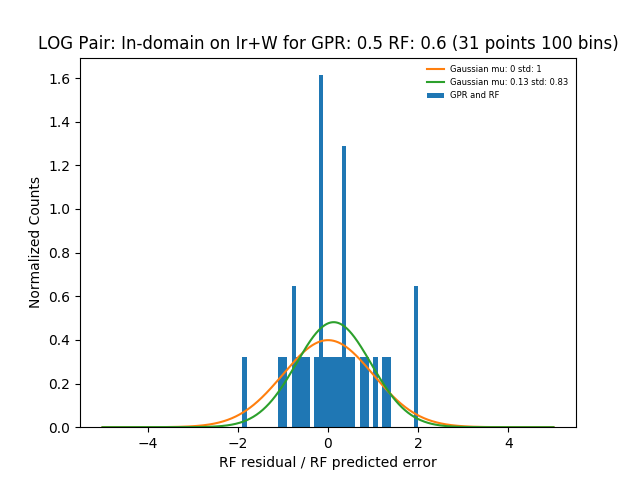 LOG Pair: In-domain on Ir+W for GPR: 0.5 RF: 0.6 (31 points 100 bins)
Gaussian mu: 0 std: 1
Gaussian mu: 0.13 std: 0.83
GPR and RF
Normalized Counts
1.6
1.4
1.2
1.0
0.8
0.6
0.4
0.2
0.0
−4 −2 0 2 4
RF residual / RF predicted error